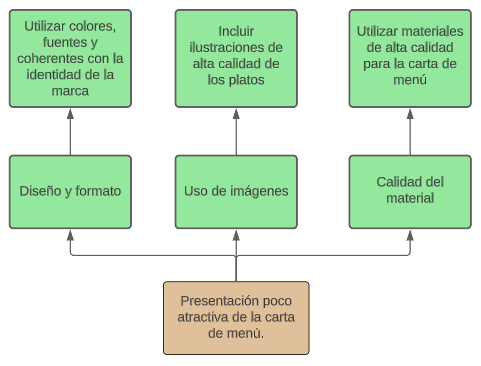 Utilizar colores,
fuentes y
coherentes con la
identidad de la
marca
Incluir
ilustraciones de
alta calidad de
los platos
Utilizar materiales
de alta calidad
para la carta de
menú
Diseño y formato
Uso de imágenes
Calidad del
material
Presentación poco
atractiva de la carta
de menú.